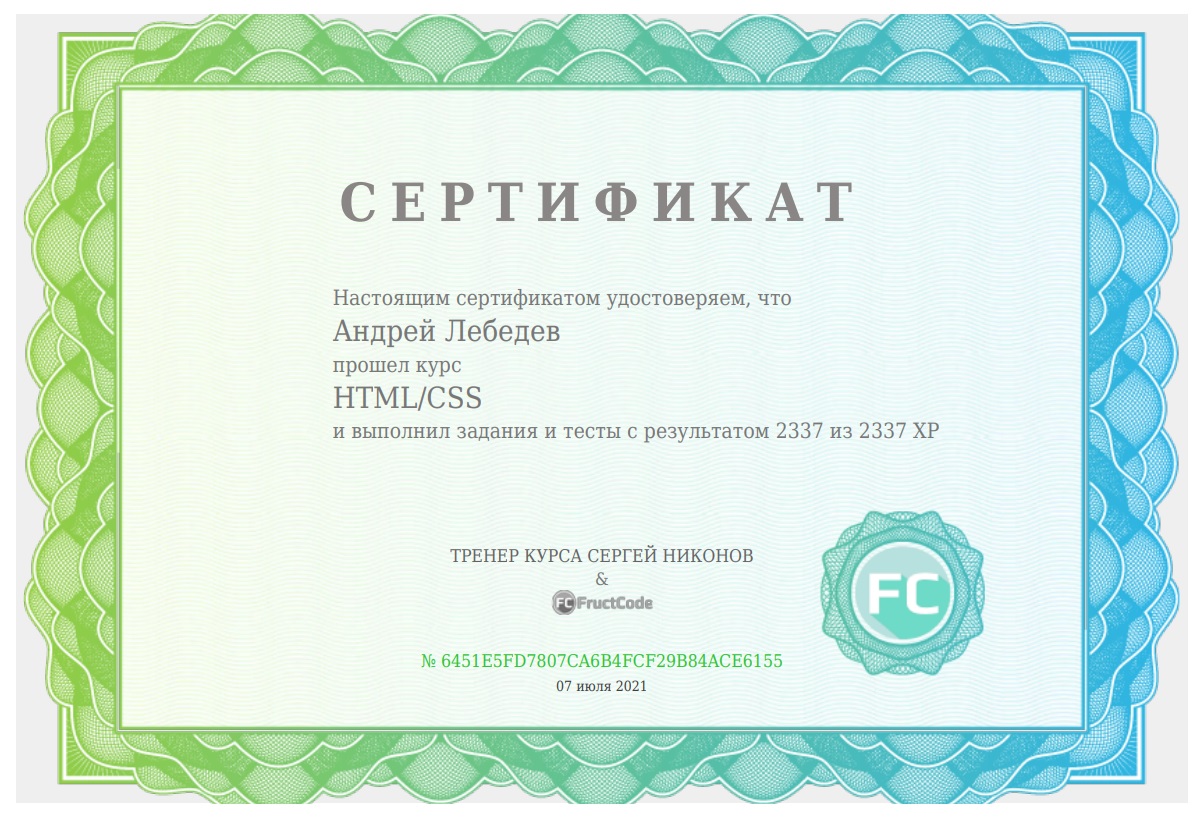 СЕРТИФИКАТ
Настоящим сертификатом удостоверяем, что
Андрей Лебедев
прошел курс
HTML/CSS
и выполнил задания и тесты с результатом 2337 из 2337 XP
ТРЕНЕР КУРСА СЕРГЕЙ НИКОНОВ
&
FC FructCode
FC
№ 6451E5FD7807CA6B4FCF29B84ACE6155
07 июля 2021